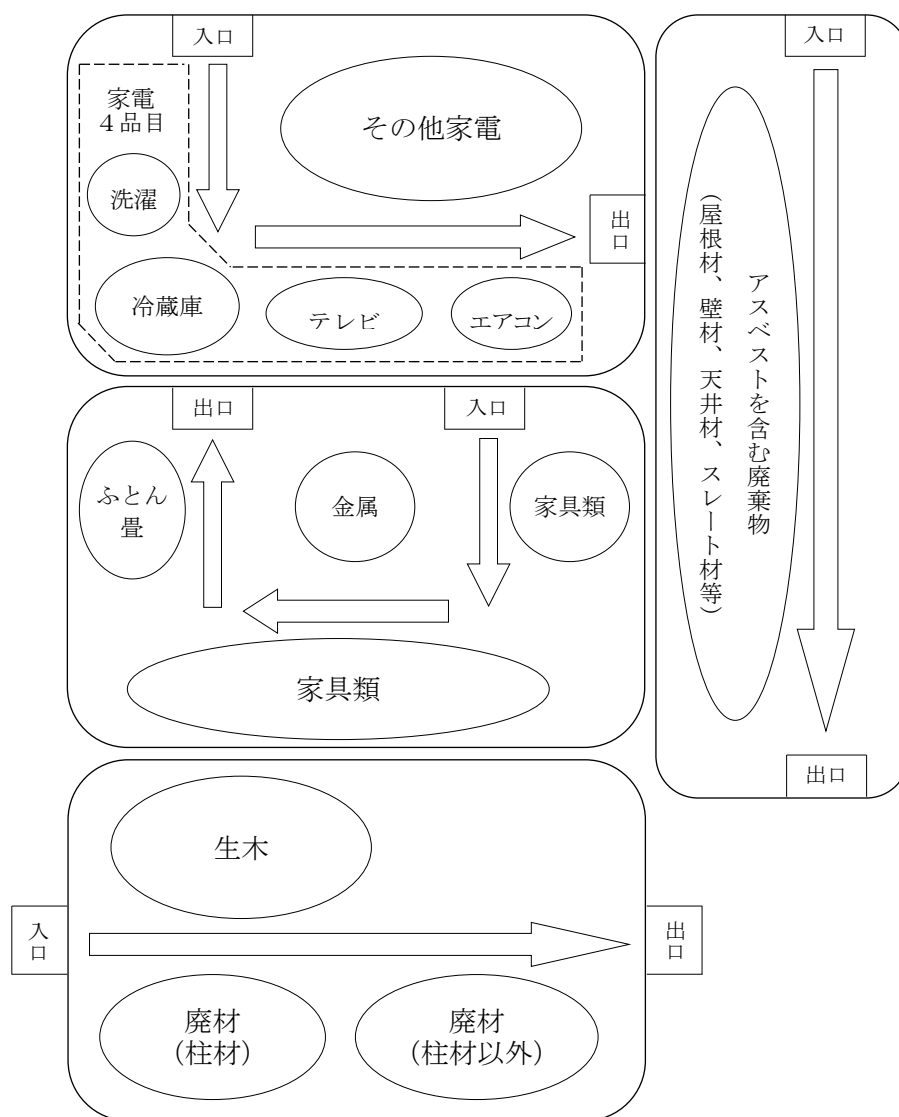 入口
家電
４品目
その他家電
洗濯
出
口
冷蔵庫
テレビ
エアコン
出口
入口
ふとん
畳
金属
家具類
家具類
生木
入
口
出
口
廃材
(柱材)
廃材
(柱材以外)
入口
アスベストを含む廃棄物
(屋根材、壁材、天井材、スレート材等)
出口